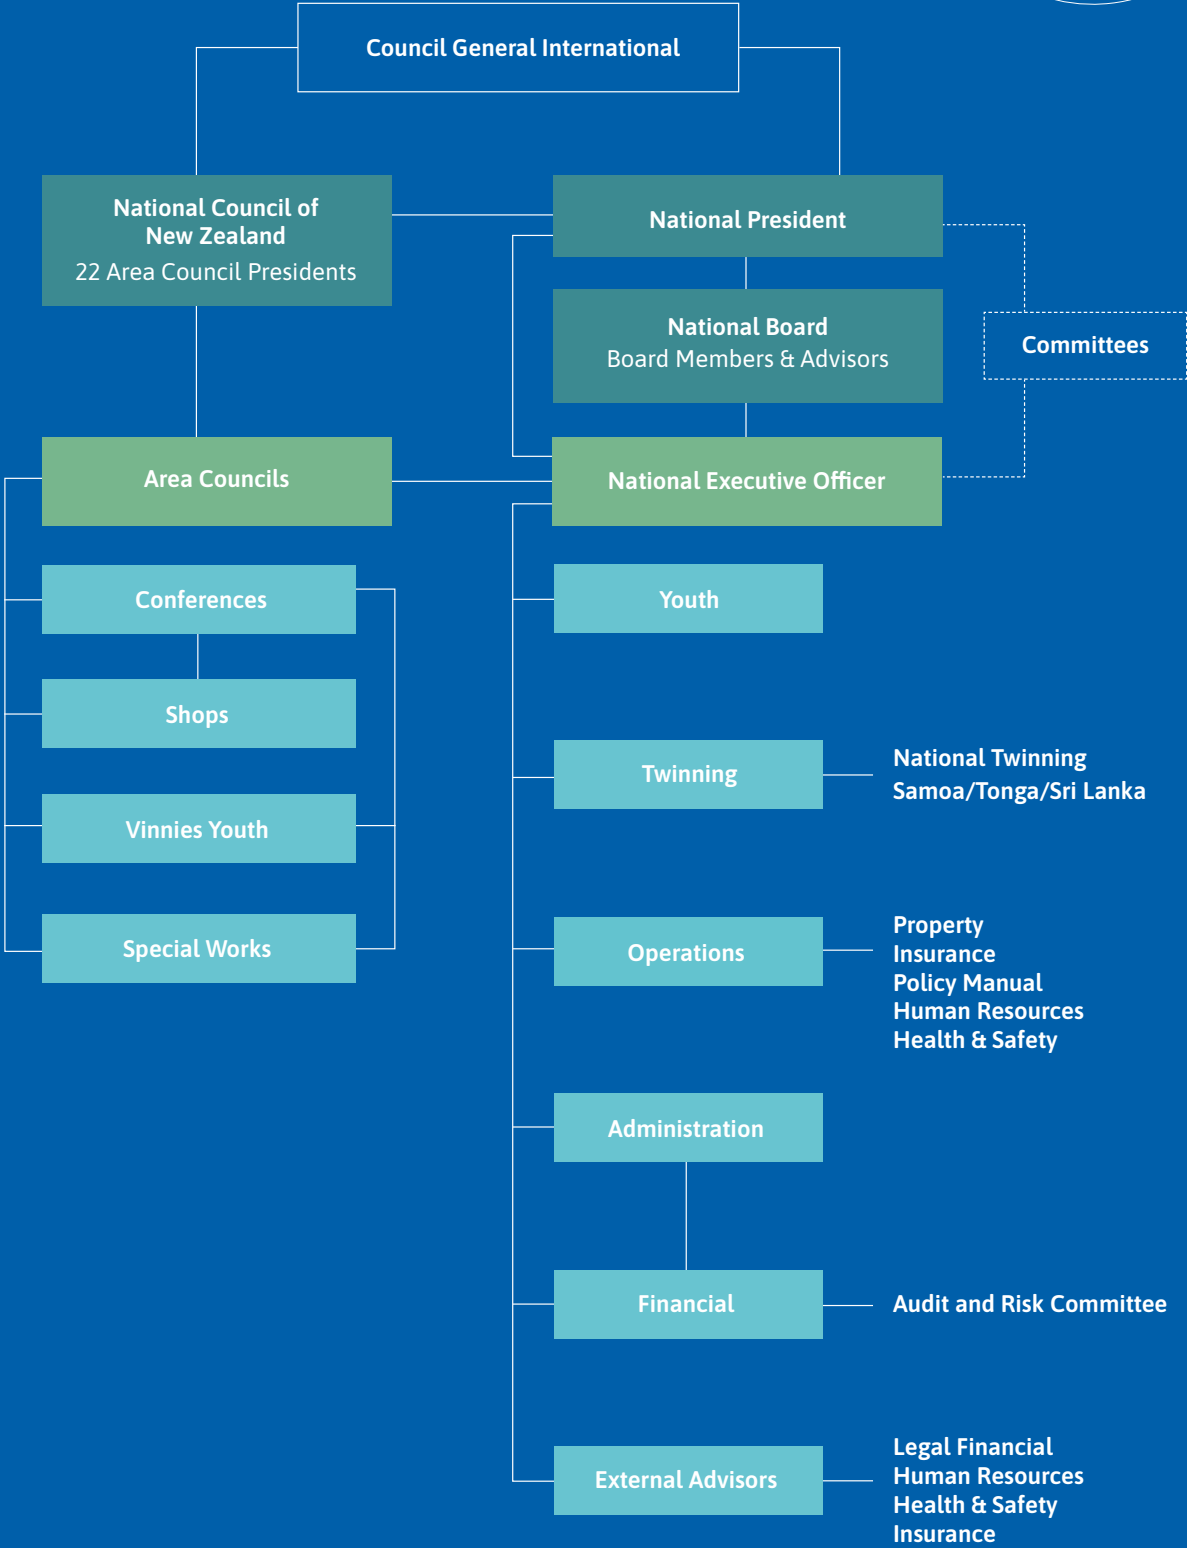 Council General International
National Council of
New Zealand
22 Area Council Presidents
National President
National Board
Board Members & Advisors
Committees
Area Councils
National Executive Officer
Conferences
Shops
Vinnies Youth
Special Works
Youth
Twinning
National Twinning
Samoa/Tonga/Sri Lanka
Operations
Property
Insurance
Policy Manual
Human Resources
Health & Safety
Administration
Financial
Audit and Risk Committee
External Advisors
Legal Financial
Human Resources
Health & Safety
Insurance